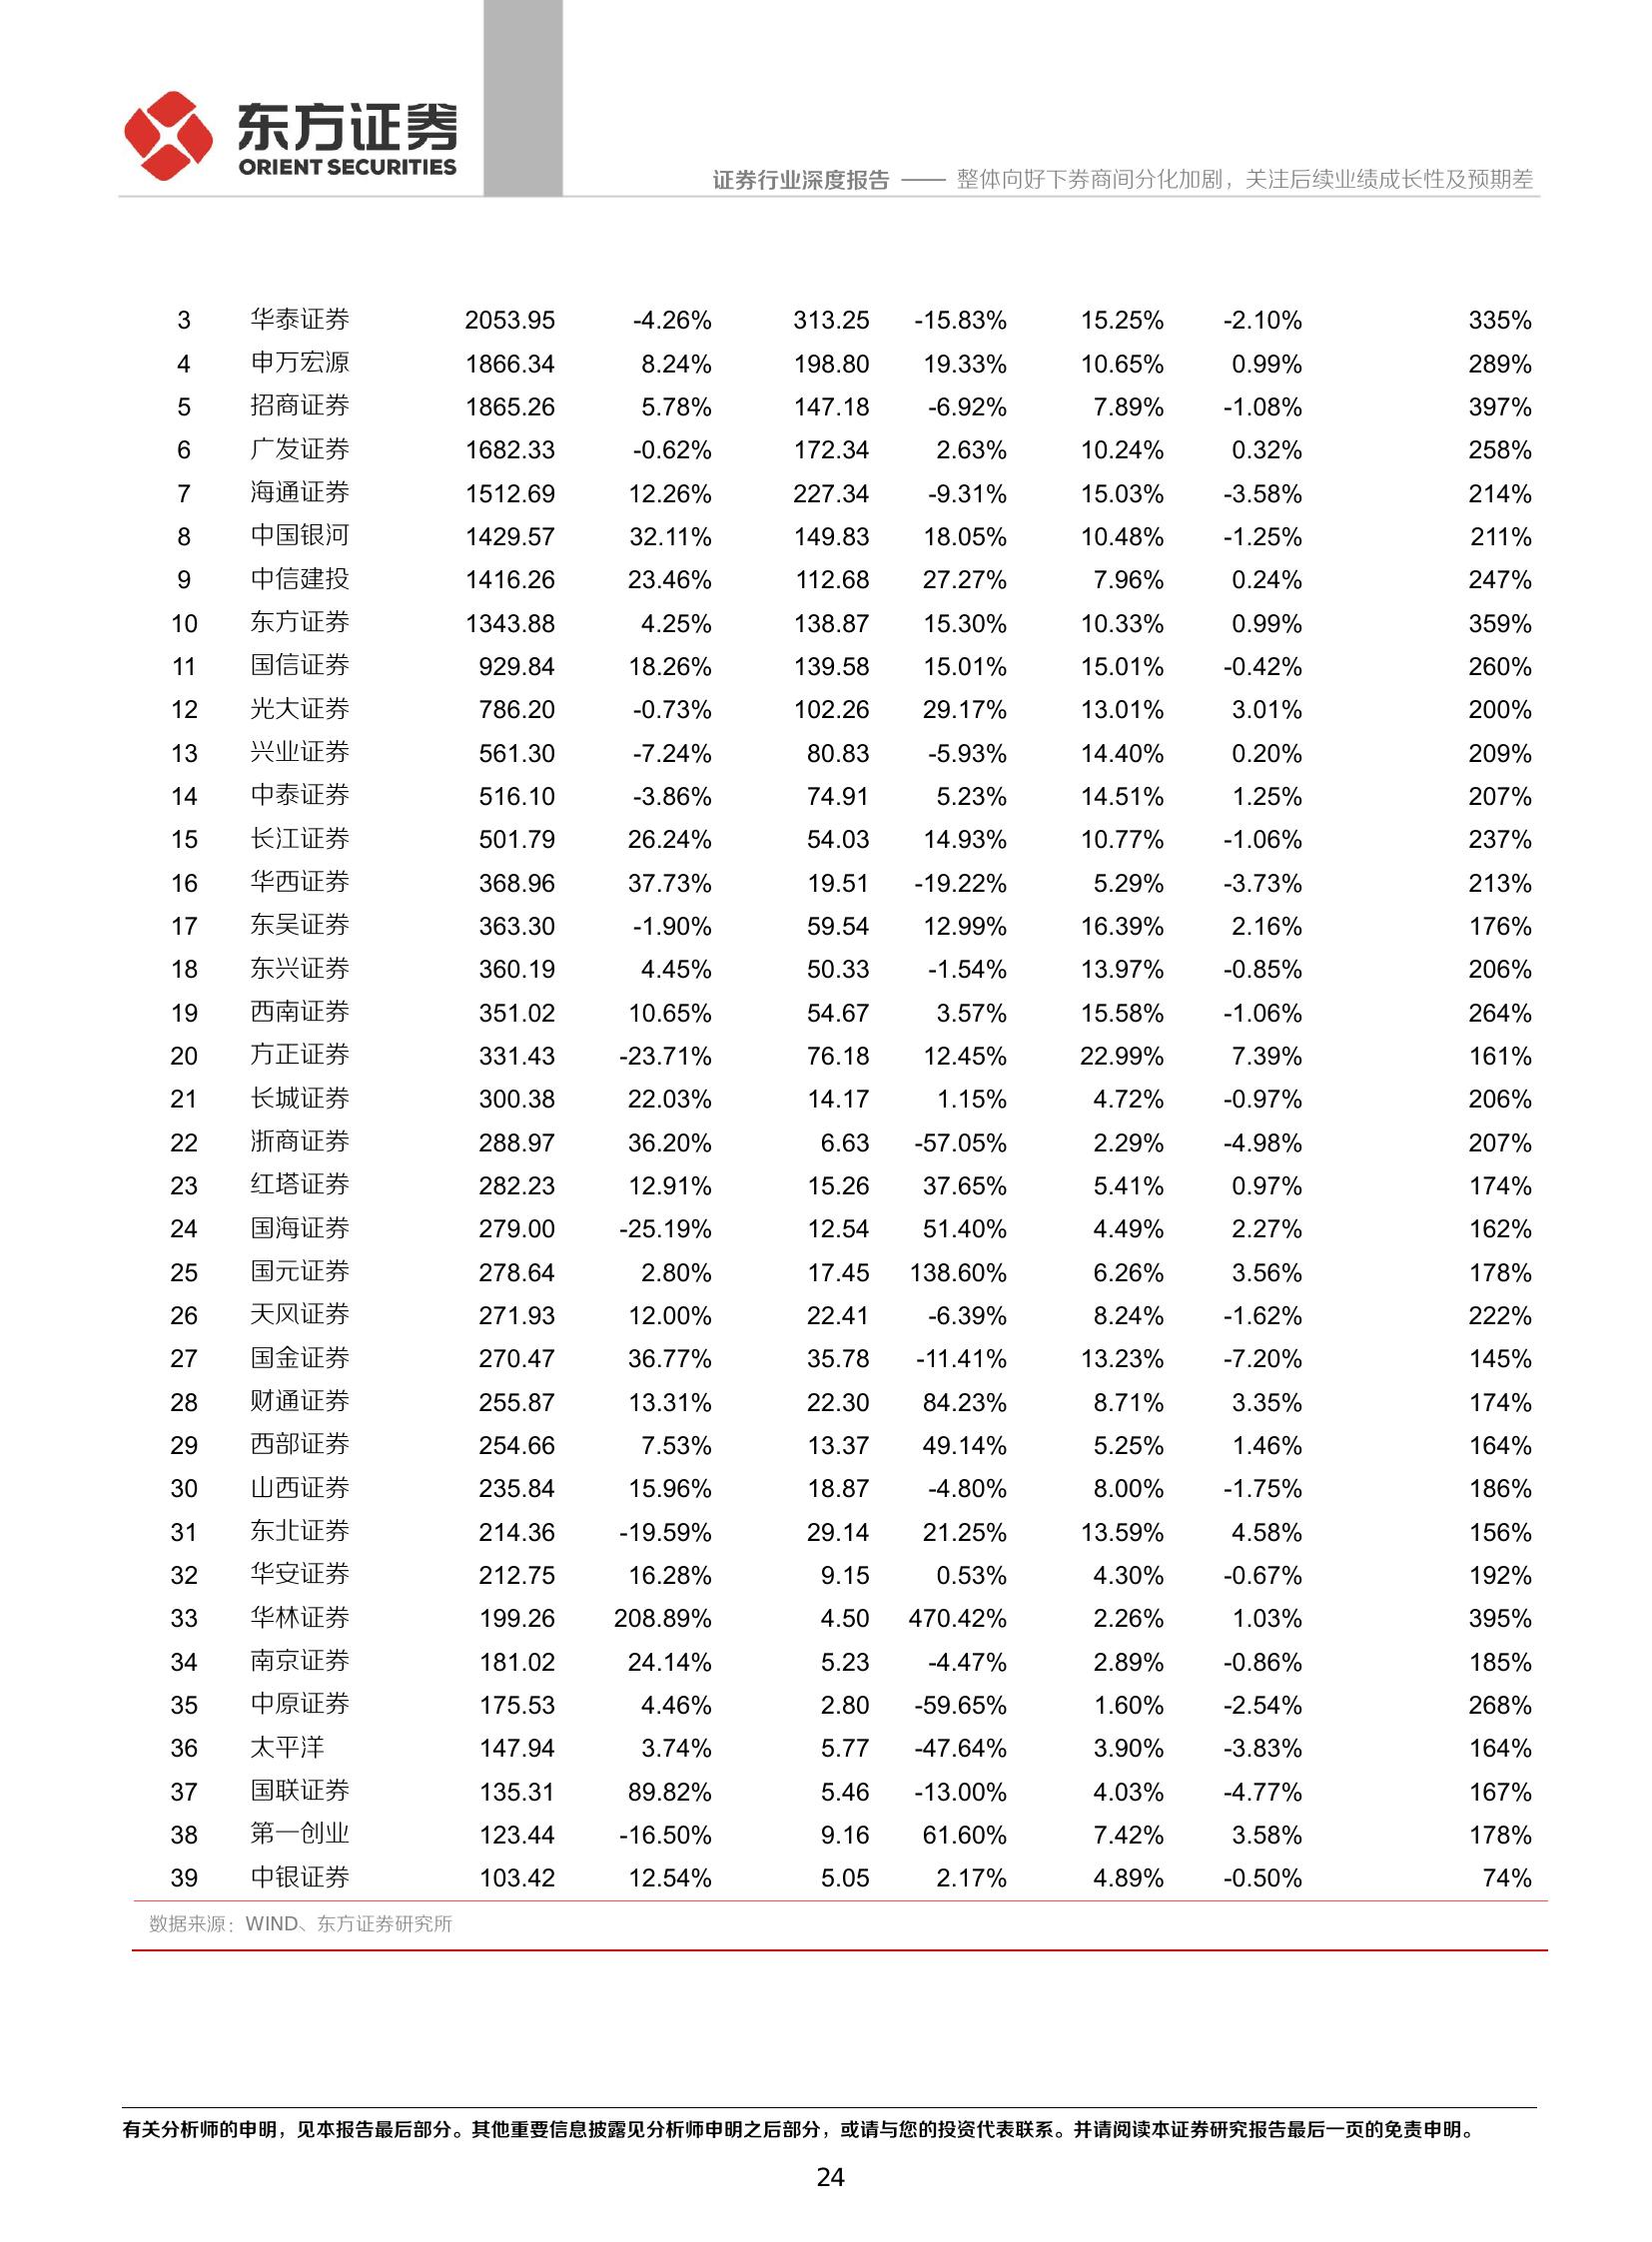 东方证券
ORIENT SECURITIES
证券行业深度报告 —— 整体向好下券商间分化加剧，关注后续业绩成长性及预期差
3 华泰证券 2053.95 -4.26% 313.25 -15.83% 15.25% -2.10% 335%
4 申万宏源 1866.34 8.24% 198.80 19.33% 10.65% 0.99% 289%
5 招商证券 1865.26 5.78% 147.18 -6.92% 7.89% -1.08% 397%
6 广发证券 1682.33 -0.62% 172.34 2.63% 10.24% 0.32% 258%
7 海通证券 1512.69 12.26% 227.34 -9.31% 15.03% -3.58% 214%
8 中国银河 1429.57 32.11% 149.83 18.05% 10.48% -1.25% 211%
9 中信建投 1416.26 23.46% 112.68 27.27% 7.96% 0.24% 247%
10 东方证券 1343.88 4.25% 138.87 15.30% 10.33% 0.99% 359%
11 国信证券 929.84 18.26% 139.58 15.01% 15.01% -0.42% 260%
12 光大证券 786.20 -0.73% 102.26 29.17% 13.01% 3.01% 200%
13 兴业证券 561.30 -7.24% 80.83 -5.93% 14.40% 0.20% 209%
14 中泰证券 516.10 -3.86% 74.91 5.23% 14.51% 1.25% 207%
15 长江证券 501.79 26.24% 54.03 14.93% 10.77% -1.06% 237%
16 华西证券 368.96 37.73% 19.51 -19.22% 5.29% -3.73% 213%
17 东吴证券 363.30 -1.90% 59.54 12.99% 16.39% 2.16% 176%
18 东兴证券 360.19 4.45% 50.33 -1.54% 13.97% -0.85% 206%
19 西南证券 351.02 10.65% 54.67 3.57% 15.58% -1.06% 264%
20 方正证券 331.43 -23.71% 76.18 12.45% 22.99% 7.39% 161%
21 长城证券 300.38 22.03% 14.17 1.15% 4.72% -0.97% 206%
22 浙商证券 288.97 36.20% 6.63 -57.05% 2.29% -4.98% 207%
23 红塔证券 282.23 12.91% 15.26 37.65% 5.41% 0.97% 174%
24 国海证券 279.00 -25.19% 12.54 51.40% 4.49% 2.27% 162%
25 国元证券 278.64 2.80% 17.45 138.60% 6.26% 3.56% 178%
26 天风证券 271.93 12.00% 22.41 -6.39% 8.24% -1.62% 222%
27 国金证券 270.47 36.77% 35.78 -11.41% 13.23% -7.20% 145%
28 财通证券 255.87 13.31% 22.30 84.23% 8.71% 3.35% 174%
29 西部证券 254.66 7.53% 13.37 49.14% 5.25% 1.46% 164%
30 山西证券 235.84 15.96% 18.87 -4.80% 8.00% -1.75% 186%
31 东北证券 214.36 -19.59% 29.14 21.25% 13.59% 4.58% 156%
32 华安证券 212.75 16.28% 9.15 0.53% 4.30% -0.67% 192%
33 华林证券 199.26 208.89% 4.50 470.42% 2.26% 1.03% 395%
34 南京证券 181.02 24.14% 5.23 -4.47% 2.89% -0.86% 185%
35 中原证券 175.53 4.46% 2.80 -59.65% 1.60% -2.54% 268%
36 太平洋 147.94 3.74% 5.77 -47.64% 3.90% -3.83% 164%
37 国联证券 135.31 89.82% 5.46 -13.00% 4.03% -4.77% 167%
38 第一创业 123.44 -16.50% 9.16 61.60% 7.42% 3.58% 178%
39 中银证券 103.42 12.54% 5.05 2.17% 4.89% -0.50% 74%
数据来源：WIND、东方证券研究所
有关分析师的申明，见本报告最后部分。其他重要信息披露见分析师申明之后部分，或请与您的投资代表联系。并请阅读本证券研究报告最后一页的免责申明。
24